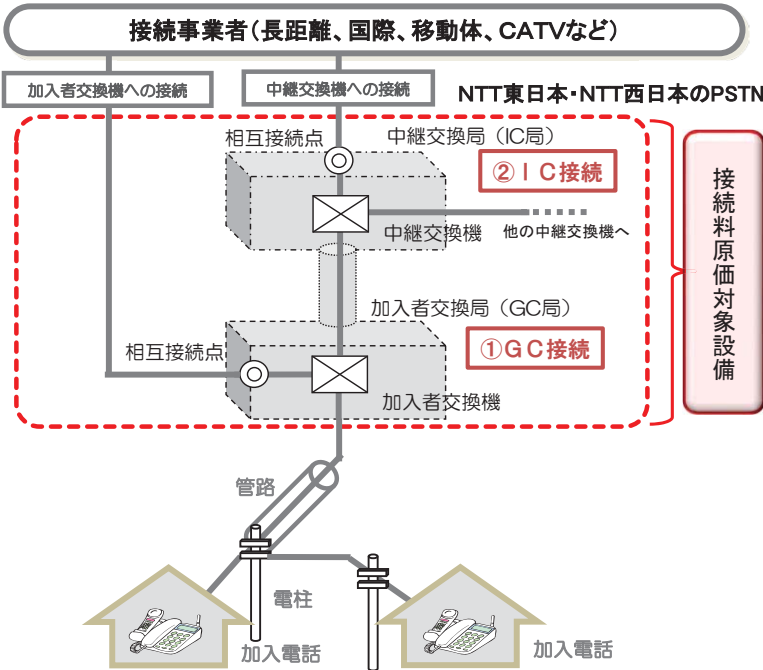 接続事業者(長距離、国際、移動体、CATVなど)
加入者交換機への接続
中継交換機への接続
NTT東日本・NTT西日本のPSTN
相互接続点
中継交換局(IC局)
②IC接続
中継交換機
他の中継交換機へ
接続料原価対象設備
加入者交換局(GC局)
相互接続点
①GC接続
加入者交換機
管路
電柱
加入電話
加入電話